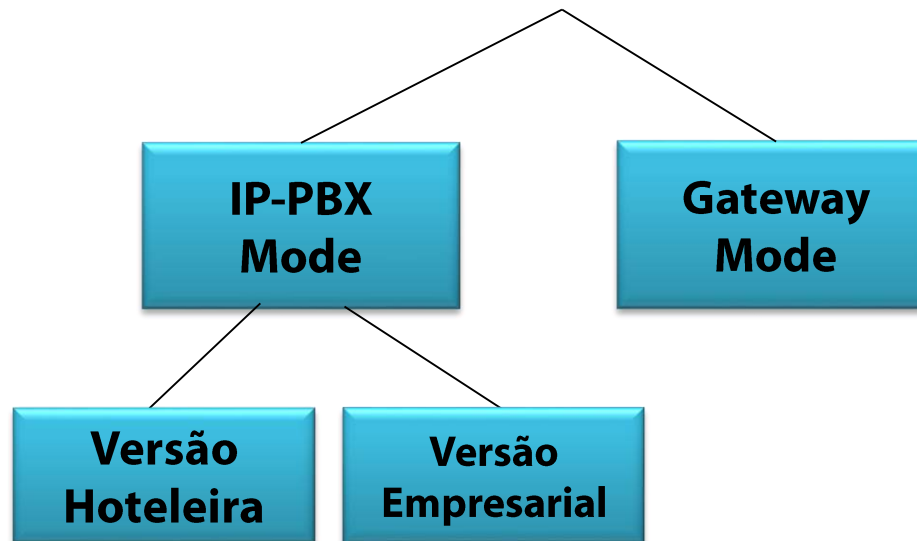 IP-PBX
Mode
Gateway
Mode
Versão
Hoteleira
Versão
Empresarial